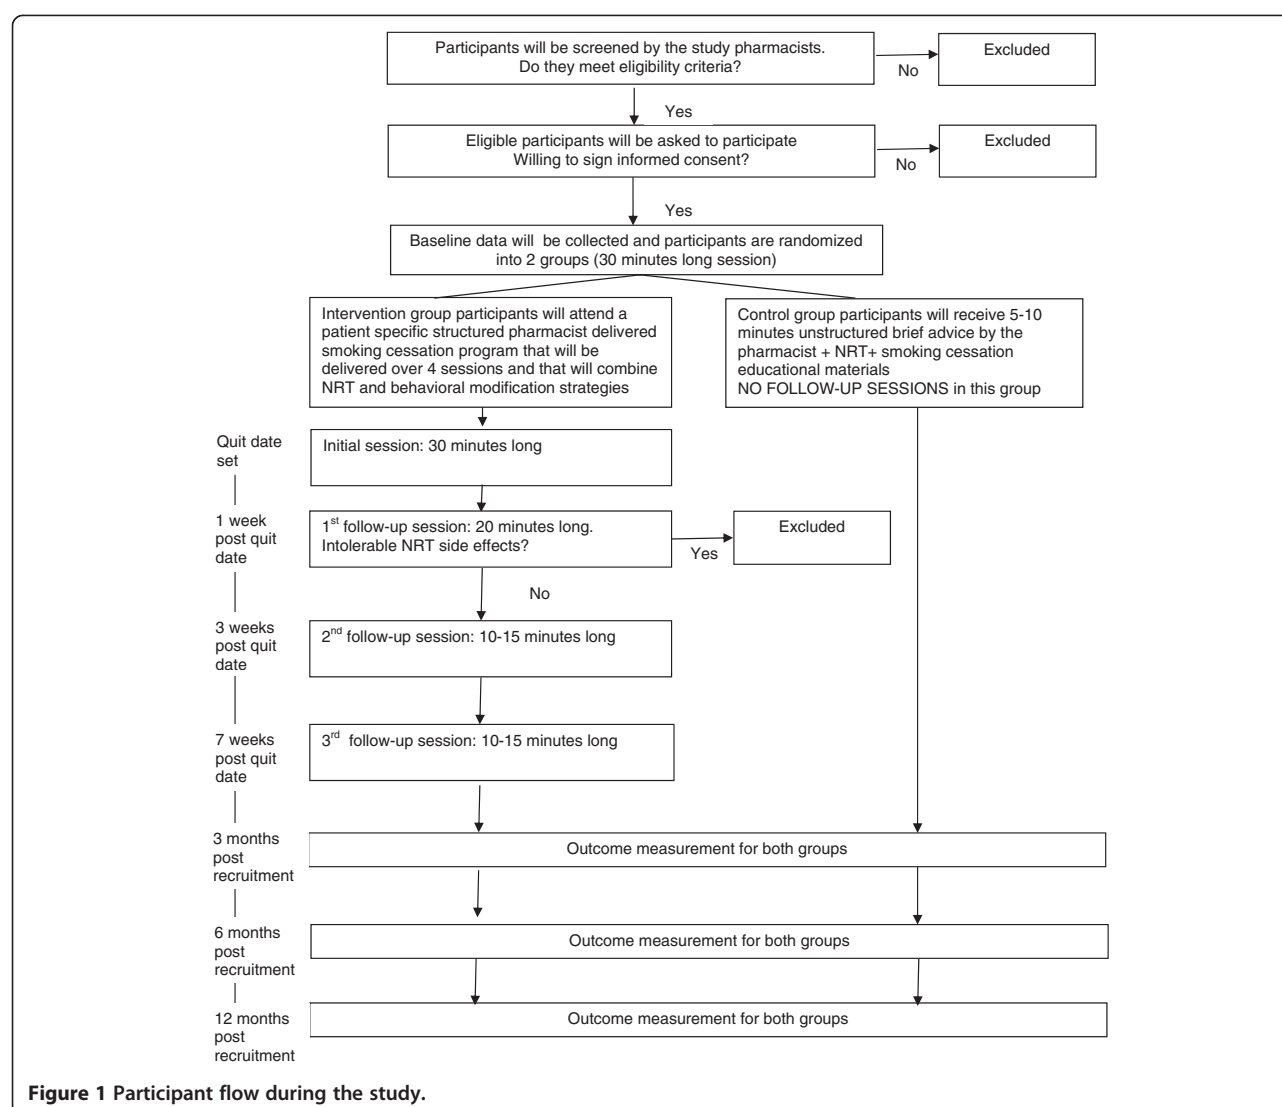 Participants will be screened by the study pharmacists.
Do they meet eligibility criteria?
Excluded
No
Yes
Eligible participants will be asked to participate
Willing to sign informed consent?
Excluded
No
Yes
Baseline data will be collected and participants are randomized
into 2 groups (30 minutes long session)
Intervention group participants will attend a
patient specific structured pharmacist delivered
smoking cessation program that will be
delivered over 4 sessions and that will combine
NRT and behavioral modification strategies
Control group participants will receive 5-10
minutes unstructured brief advice by the
pharmacist + NRT+ smoking cessation
educational materials
NO FOLLOW-UP SESSIONS in this group
Quit date
set
Initial session: 30 minutes long
1 week
post quit
date
1st follow-up session: 20 minutes long.
Intolerable NRT side effects?
Yes
Excluded
No
3 weeks
post quit
date
2nd follow-up session: 10-15 minutes long
7 weeks
post quit
date
3rd follow-up session: 10-15 minutes long
3 months
post
recruitment
Outcome measurement for both groups
6 months
post
recruitment
Outcome measurement for both groups
12 months
post
recruitment
Outcome measurement for both groups
Figure 1 Participant flow during the study.